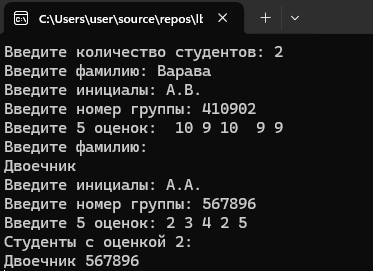 C:\Users\user\source\repos\lb
Введите количество студентов: 2
Введите фамилию: Варава
Введите инициалы: А.В.
Введите номер группы: 410902
Введите 5 оценок:  10 9 10  9 9
Введите фамилию:
Двоечник
Введите инициалы: А.А.
Введите номер группы: 567896
Введите 5 оценок: 2 3 4 2 5
Студенты с оценкой 2:
Двоечник 567896